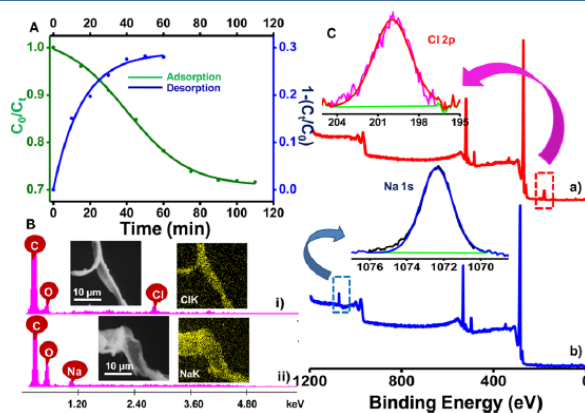 A
0 20 40 60 80 100 120
1.0
0.9
0.8
0.7
C₀/Cₜ
Adsorption
Desorption
0.3
0.2
0.1
0.0
1-(Cₜ/C₀)
0 20 40 60 80 100 120
Time (min)
B
C
O
10 μm
Cl
ClK
i)
C
O
Na
10 μm
NaK
ii)
1.20 2.40 3.60 4.80 keV
C
Cl 2p
204 201 198 195
a)
Na 1s
1076 1074 1072 1070
b)
1200 800 400
Binding Energy (eV)